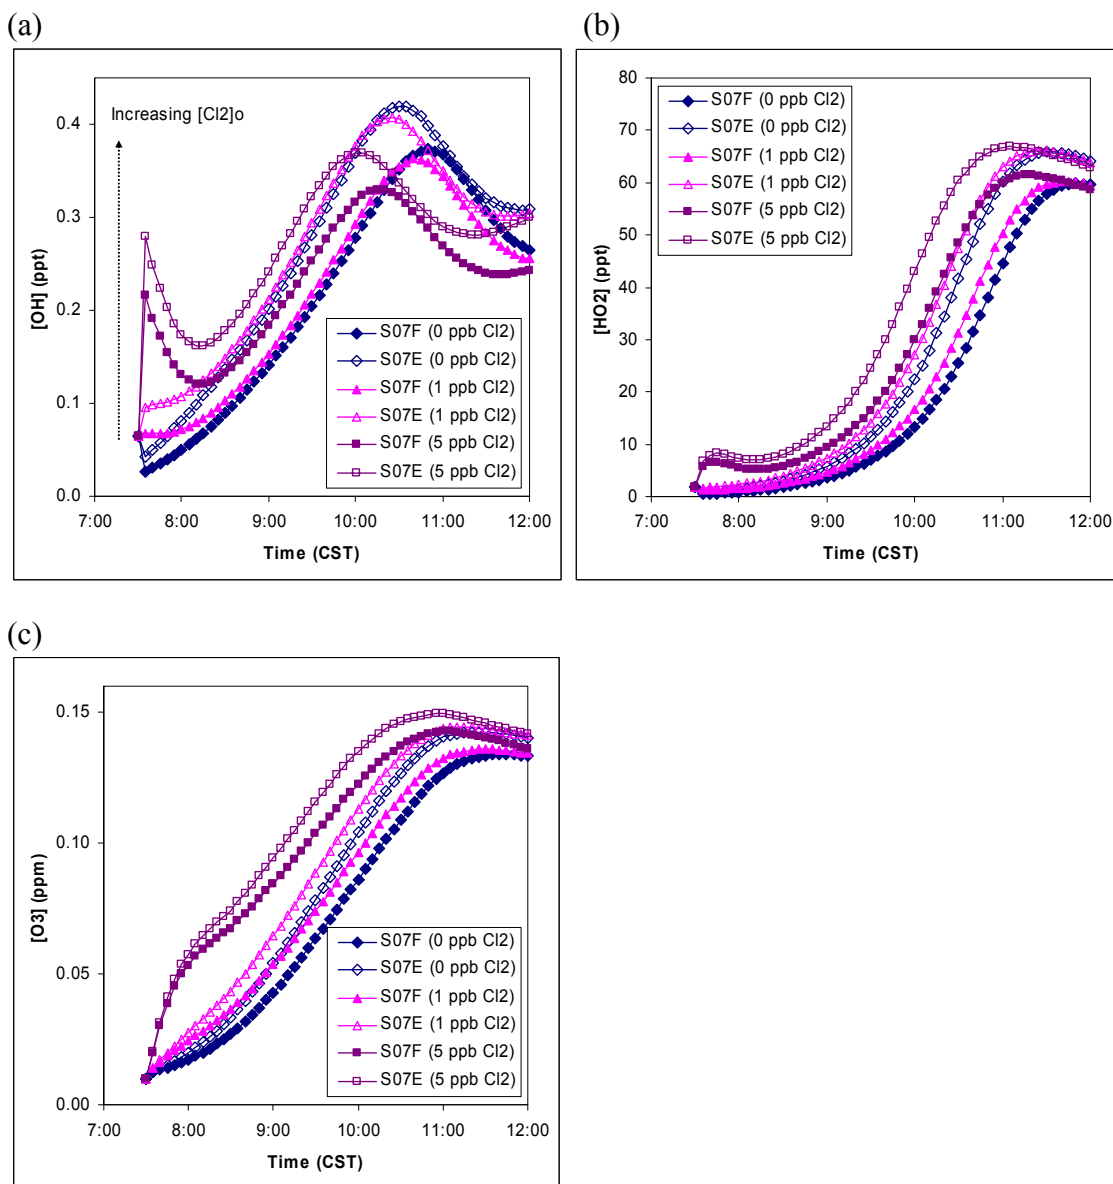 (a)
Increasing [Cl2]o
[OH] (ppt)
0.4
0.3
0.2
0.1
0.0
7:00 8:00 9:00 10:00 11:00 12:00
Time (CST)
S07F (0 ppb Cl2)
S07E (0 ppb Cl2)
S07F (1 ppb Cl2)
S07E (1 ppb Cl2)
S07F (5 ppb Cl2)
S07E (5 ppb Cl2)
(b)
[HO2] (ppt)
80
70
60
50
40
30
20
10
0
7:00 8:00 9:00 10:00 11:00 12:00
Time (CST)
S07F (0 ppb Cl2)
S07E (0 ppb Cl2)
S07F (1 ppb Cl2)
S07E (1 ppb Cl2)
S07F (5 ppb Cl2)
S07E (5 ppb Cl2)
(c)
[O3] (ppm)
0.15
0.10
0.05
0.00
7:00 8:00 9:00 10:00 11:00 12:00
Time (CST)
S07F (0 ppb Cl2)
S07E (0 ppb Cl2)
S07F (1 ppb Cl2)
S07E (1 ppb Cl2)
S07F (5 ppb Cl2)
S07E (5 ppb Cl2)